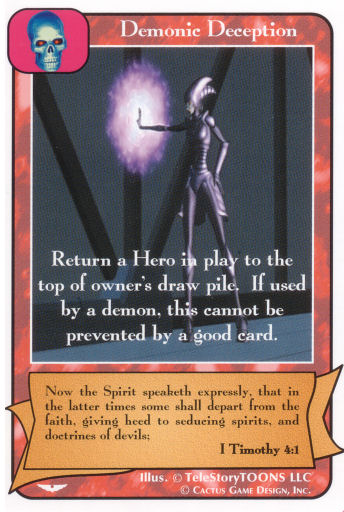 Demonic Deception
Return a Hero in play to the
top of owner's draw pile. If used
by a demon, this cannot be
prevented by a good card.
Now the Spirit speaketh expressly, that in
the latter times some shall depart from the
faith, giving heed to seducing spirits, and
doctrines of devils;
I Timothy 4:1
Illus. © TeleStoryTOONS LLC
© Cactus Game Design, Inc.